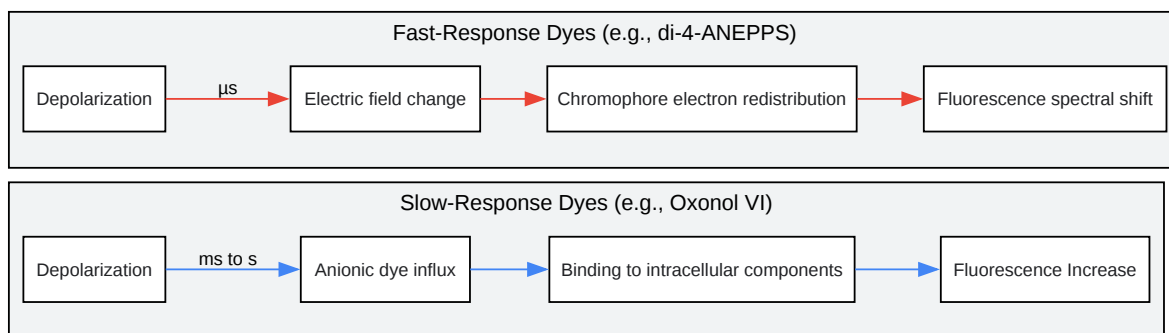 Fast-Response Dyes (e.g., di-4-ANEPPS)
Depolarization
µs
Electric field change
Chromophore electron redistribution
Fluorescence spectral shift
Slow-Response Dyes (e.g., Oxonol VI)
Depolarization
ms to s
Anionic dye influx
Binding to intracellular components
Fluorescence Increase